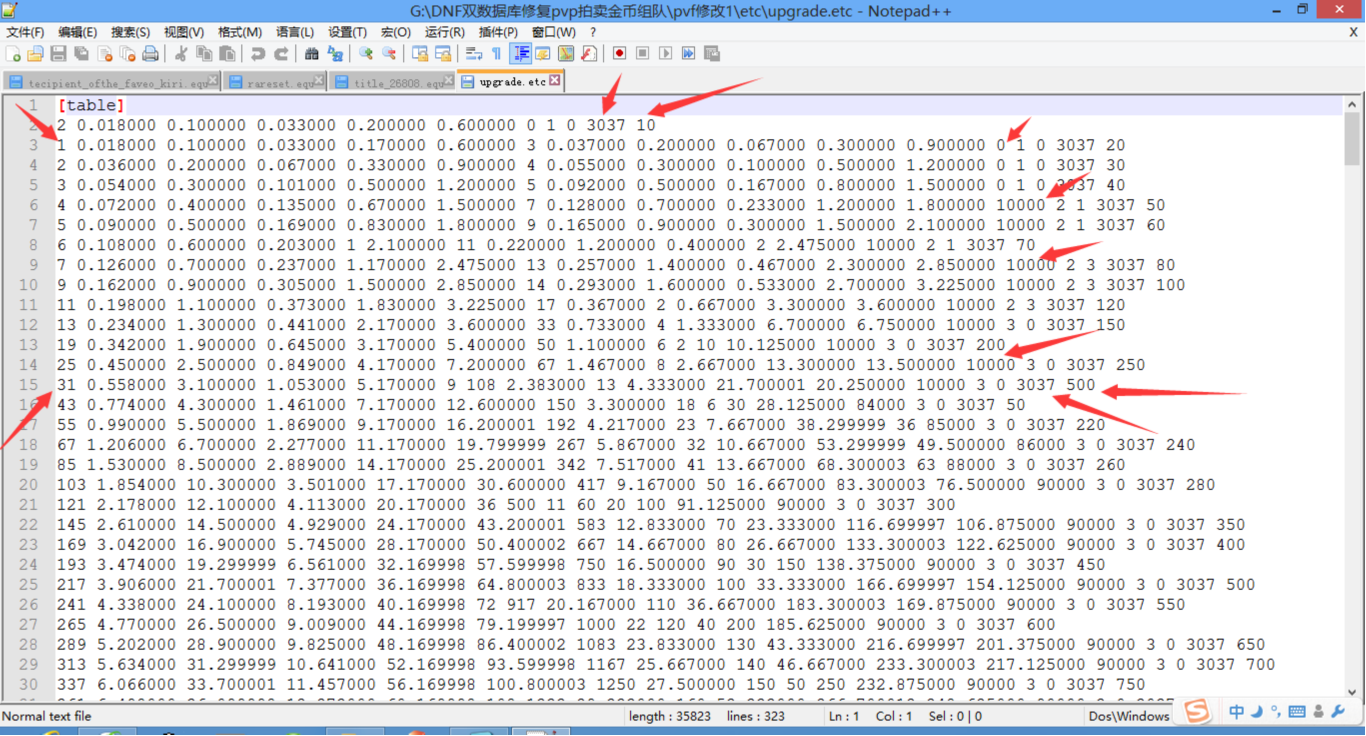 G:\DNF双数据库修复pvp拍卖金币组队\pvf修改1\etc\upgrade.etc - Notepad++
文件(F) 编辑(E) 搜索(S) 视图(V) 格式(M) 语言(L) 设置(T) 宏(O) 运行(R) 插件(P) 窗口(W) ? X
tecipient_ofthe_faveo_kiri.equ rareset.equ title_26808.equ upgrade.etc
1 [table]
2 2 0.018000 0.100000 0.033000 0.200000 0.600000 0 1 0 3037 10
3 1 0.018000 0.100000 0.033000 0.170000 0.600000 3 0.037000 0.200000 0.067000 0.300000 0.900000 0 1 0 3037 20
4 2 0.036000 0.200000 0.067000 0.330000 0.900000 4 0.055000 0.300000 0.100000 0.500000 1.200000 0 1 0 3037 30
5 3 0.054000 0.300000 0.101000 0.500000 1.200000 5 0.092000 0.500000 0.167000 0.800000 1.500000 0 1 0 3037 40
6 4 0.072000 0.400000 0.135000 0.670000 1.500000 7 0.128000 0.700000 0.233000 1.200000 1.800000 10000 2 1 3037 50
7 5 0.090000 0.500000 0.169000 0.830000 1.800000 9 0.165000 0.900000 0.300000 1.500000 2.100000 10000 2 1 3037 60
8 6 0.108000 0.600000 0.203000 1 2.100000 11 0.220000 1.200000 0.400000 2 2.475000 10000 2 1 3037 70
9 7 0.126000 0.700000 0.237000 1.170000 2.475000 13 0.257000 1.400000 0.467000 2.300000 2.850000 10000 2 3 3037 80
10 9 0.162000 0.900000 0.305000 1.500000 2.850000 14 0.293000 1.600000 0.533000 2.700000 3.225000 10000 2 3 3037 100
11 11 0.198000 1.100000 0.373000 1.830000 3.225000 17 0.367000 2 0.667000 3.300000 3.600000 10000 2 3 3037 120
12 13 0.234000 1.300000 0.441000 2.170000 3.600000 33 0.733000 4 1.333000 6.700000 6.750000 10000 3 0 3037 150
13 19 0.342000 1.900000 0.645000 3.170000 5.400000 50 1.100000 6 2 10 10.125000 10000 3 0 3037 200
14 25 0.450000 2.500000 0.849000 4.170000 7.200000 67 1.467000 8 2.667000 13.300000 13.500000 10000 3 0 3037 250
15 31 0.558000 3.100000 1.053000 5.170000 9 108 2.383000 13 4.333000 21.700001 20.250000 10000 3 0 3037 500
16 43 0.774000 4.300000 1.461000 7.170000 12.600000 150 3.300000 18 6 30 28.125000 84000 3 0 3037 50
17 55 0.990000 5.500000 1.869000 9.170000 16.200001 192 4.217000 23 7.667000 38.299999 36 85000 3 0 3037 220
18 67 1.206000 6.700000 2.277000 11.170000 19.799999 267 5.867000 32 10.667000 53.299999 49.500000 86000 3 0 3037 240
19 85 1.530000 8.500000 2.889000 14.170000 25.200001 342 7.517000 41 13.667000 68.300003 63 88000 3 0 3037 260
20 103 1.854000 10.300000 3.501000 17.170000 30.600000 417 9.167000 50 16.667000 83.300003 76.500000 90000 3 0 3037 280
21 121 2.178000 12.100000 4.113000 20.170000 36 500 11 60 20 100 91.125000 90000 3 0 3037 300
22 145 2.610000 14.500000 4.929000 24.170000 43.200001 583 12.833000 70 23.333000 116.699997 106.875000 90000 3 0 3037 350
23 169 3.042000 16.900000 5.745000 28.170000 50.400002 667 14.667000 80 26.667000 133.300003 122.625000 90000 3 0 3037 400
24 193 3.474000 19.299999 6.561000 32.169998 57.599998 750 16.500000 90 30 150 138.375000 90000 3 0 3037 450
25 217 3.906000 21.700001 7.377000 36.169998 64.800003 833 18.333000 100 33.333000 166.699997 154.125000 90000 3 0 3037 500
26 241 4.338000 24.100000 8.193000 40.169998 72 917 20.167000 110 36.667000 183.300003 169.875000 90000 3 0 3037 550
27 265 4.770000 26.500000 9.009000 44.169998 79.199997 1000 22 120 40 200 185.625000 90000 3 0 3037 600
28 289 5.202000 28.900000 9.825000 48.169998 86.400002 1083 23.833000 130 43.333000 216.699997 201.375000 90000 3 0 3037 650
29 313 5.634000 31.299999 10.641000 52.169998 93.599998 1167 25.667000 140 46.667000 233.300003 217.125000 90000 3 0 3037 700
30 337 6.066000 33.700001 11.457000 56.169998 100.800003 1250 27.500000 150 50 250 232.875000 90000 3 0 3037 750
Normal text file length : 35823 lines : 323 Ln : 1 Col : 1 Sel : 0 | 0 Dos\Windows S 中